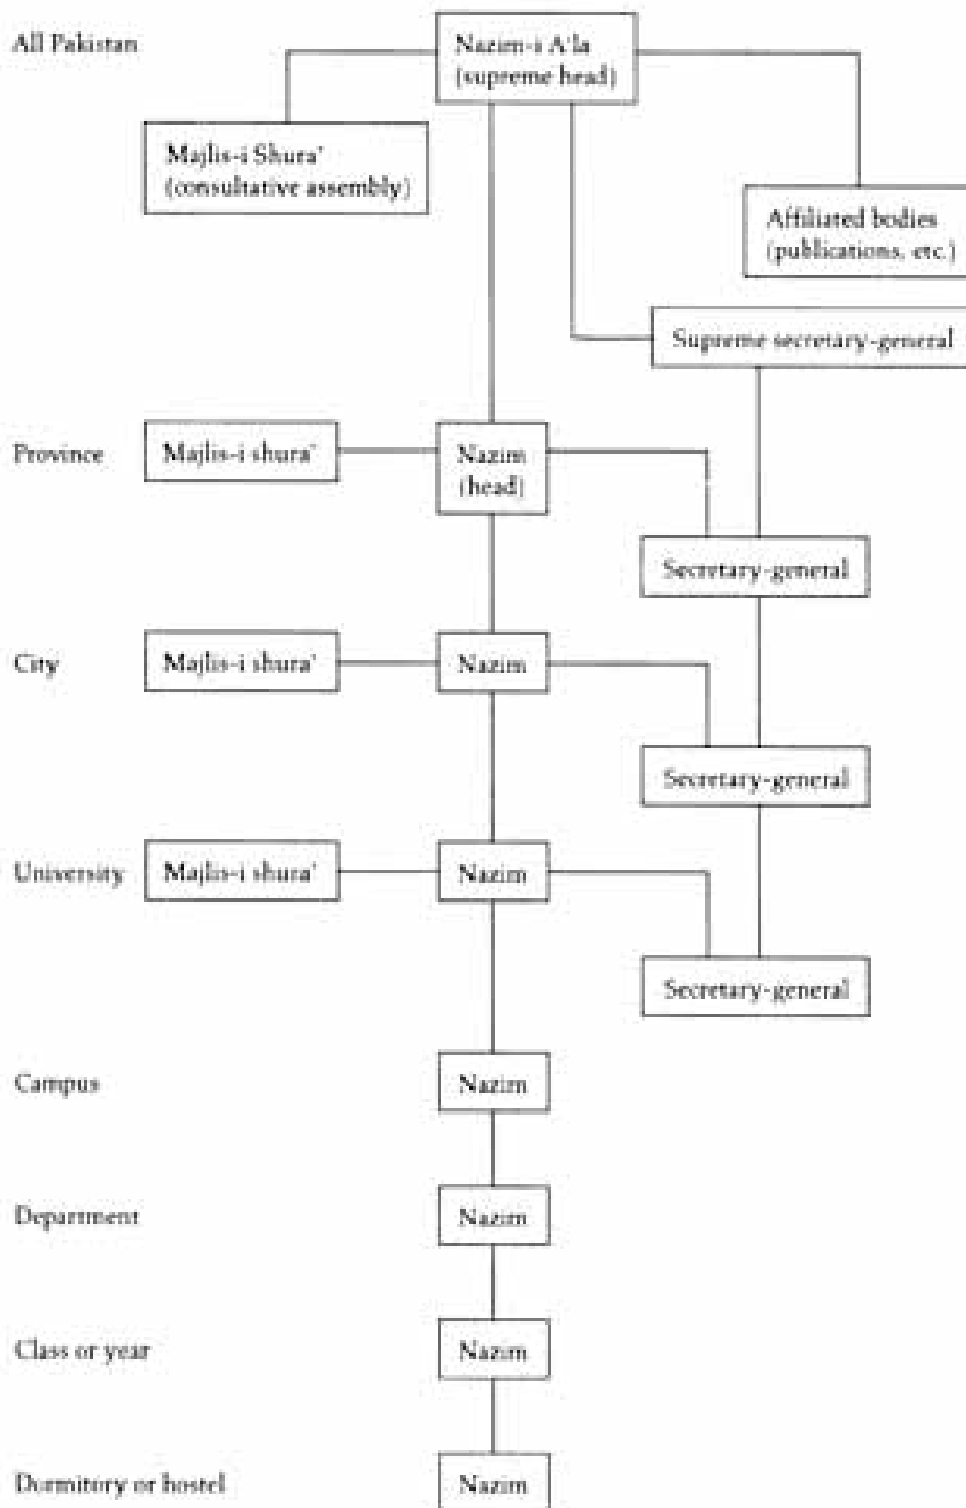 All Pakistan
Nazim-i A'la
(supreme head)
Majlis-i Shura'
(consultative assembly)
Affiliated bodies
(publications, etc.)
Supreme secretary-general
Province
Majlis-i shura'
Nazim
(head)
Secretary-general
City
Majlis-i shura'
Nazim
Secretary-general
University
Majlis-i shura'
Nazim
Secretary-general
Campus
Nazim
Department
Nazim
Class or year
Nazim
Dormitory or hostel
Nazim